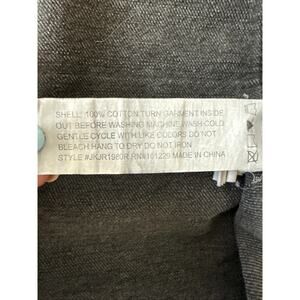 SHELL: 100% COTTON TURN GARMENT INSIDE
OUT BEFORE WASHING MACHINE WASH COLD
GENTLE CYCLE WITH LIKE COLORS DO NOT
BLEACH HANG TO DRY DO NOT IRON
STYLE #JKJR1980R RN#161229 MADE IN CHINA